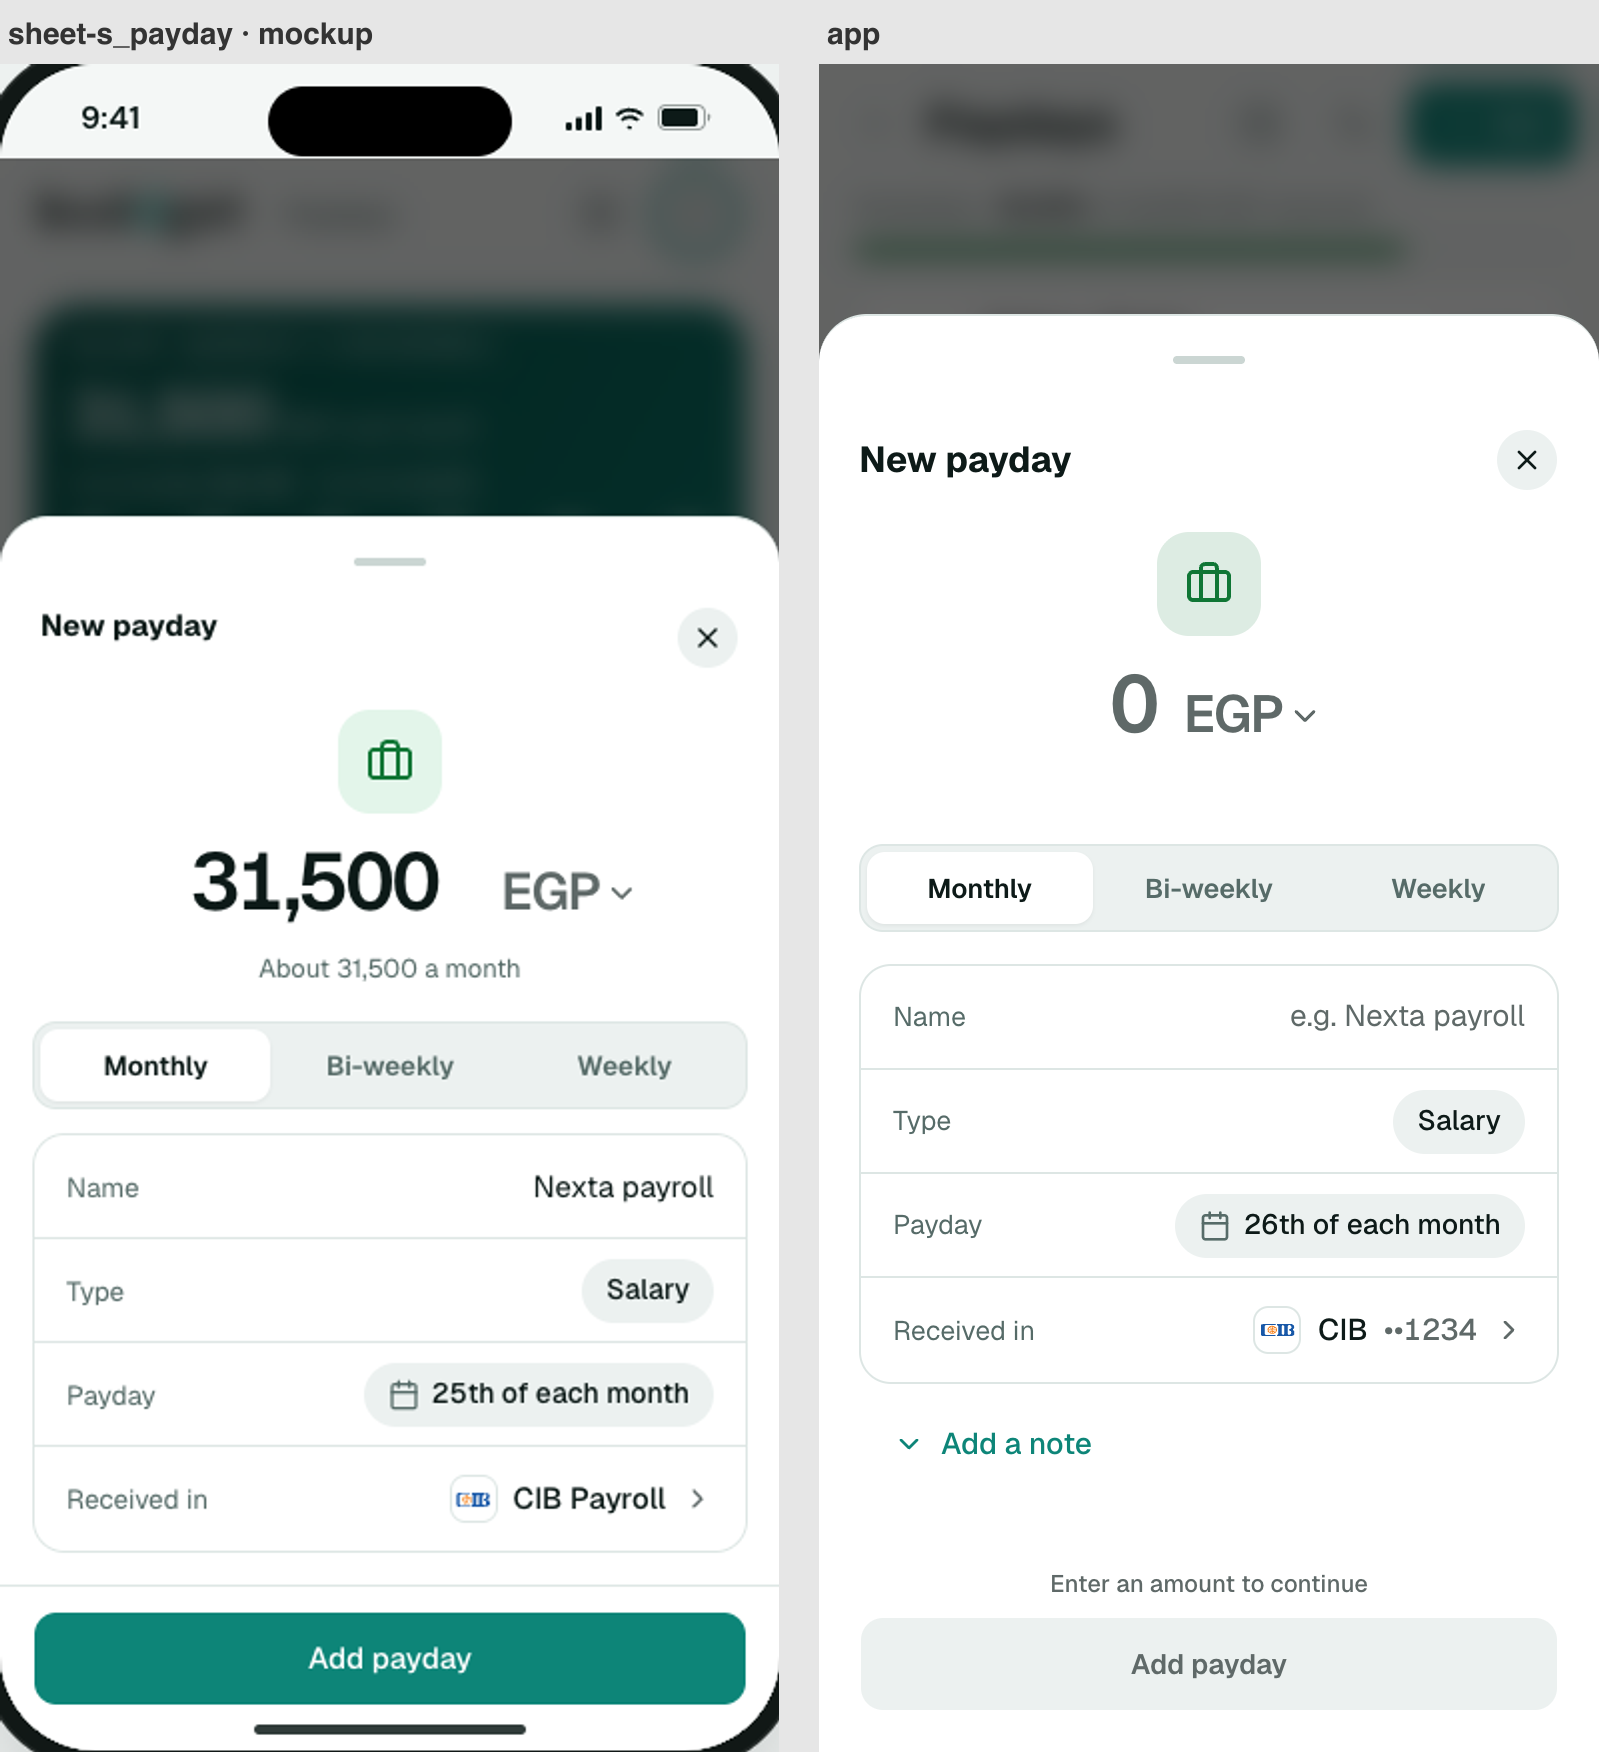 sheet-s_payday · mockup
9:41
New payday
31,500 EGP
About 31,500 a month
Monthly Bi-weekly Weekly
Name Nexta payroll
Type Salary
Payday 25th of each month
Received in CIB CIB Payroll
Add payday
app
New payday
0 EGP
Monthly Bi-weekly Weekly
Name e.g. Nexta payroll
Type Salary
Payday 26th of each month
Received in CIB CIB ••1234
Add a note
Enter an amount to continue
Add payday